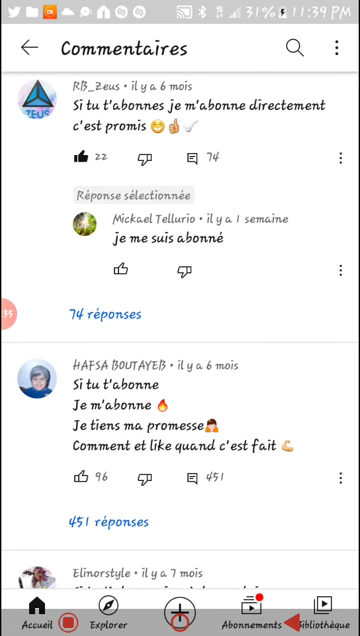 31% 11:39 PM
Commentaires
RB_Zeus • il y a 6 mois
Si tu t'abonnes je m'abonne directement
c'est promis 😁👍✅
22 74
ZEUS
Réponse sélectionnée
Mickael Tellurio • il y a 1 semaine
je me suis abonné
74 réponses
:35
HAFSA BOUTAYEB • il y a 6 mois
Si tu t'abonne
Je m'abonne 🔥
Je tiens ma promesse🙇
Comment et like quand c'est fait 💪
96 451
451 réponses
Elinorstyle • il y a 7 mois
Accueil Explorer Abonnements Bibliothèque